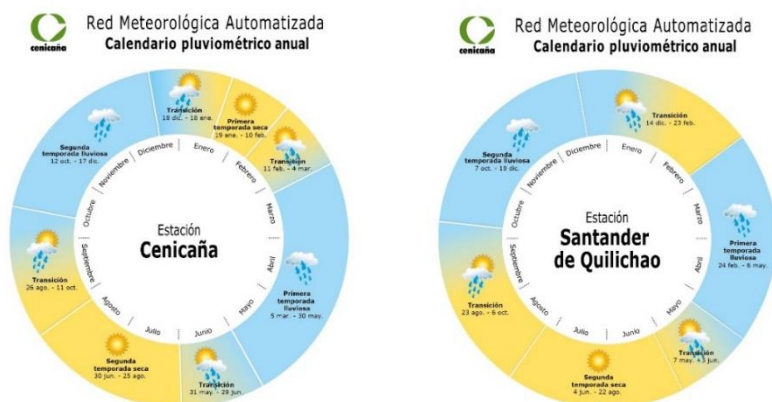 Red Meteorológica Automatizada
Calendario pluviométrico anual
cenicaña
Transición
18 dic. - 18 ene.
Primera
temporada seca
19 ene. - 10 feb.
Transición
11 feb. - 4 mar.
Primera
temporada
lluviosa
5 mar. - 30 may.
Transición
31 may. - 29 jun.
Segunda
temporada seca
30 jun. - 25 ago.
Transición
26 ago. - 11 oct.
Segunda
temporada lluviosa
12 oct. - 17 dic.
Enero
Febrero
Marzo
Abril
Mayo
Junio
Julio
Agosto
Septiembre
Octubre
Noviembre
Diciembre
Estación
Cenicaña
Red Meteorológica Automatizada
Calendario pluviométrico anual
cenicaña
Transición
14 dic. - 23 feb.
Primera
temporada
lluviosa
24 feb. - 6 may.
Transición
7 may. - 3 jun.
Segunda
temporada seca
4 jun. - 22 ago.
Transición
23 ago. - 6 oct.
Segunda
temporada lluviosa
Enero
Febrero
Marzo
Abril
Mayo
Junio
Julio
Agosto
Septiembre
Octubre
Noviembre
Diciembre
Estación
Santander
de Quilichao